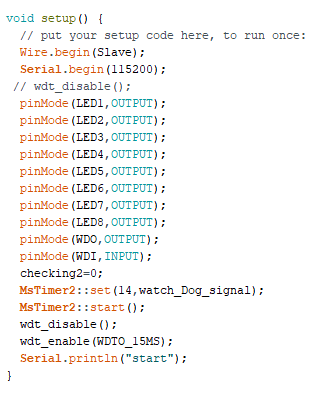 void setup() {
  // put your setup code here, to run once:
  Wire.begin(Slave);
  Serial.begin(115200);
 // wdt_disable();
  pinMode(LED1,OUTPUT);
  pinMode(LED2,OUTPUT);
  pinMode(LED3,OUTPUT);
  pinMode(LED4,OUTPUT);
  pinMode(LED5,OUTPUT);
  pinMode(LED6,OUTPUT);
  pinMode(LED7,OUTPUT);
  pinMode(LED8,OUTPUT);
  pinMode(WDO,OUTPUT);
  pinMode(WDI,INPUT);
  checking2=0;
  MsTimer2::set(14,watch_Dog_signal);
  MsTimer2::start();
  wdt_disable();
  wdt_enable(WDTO_15MS);
  Serial.println("start");
}